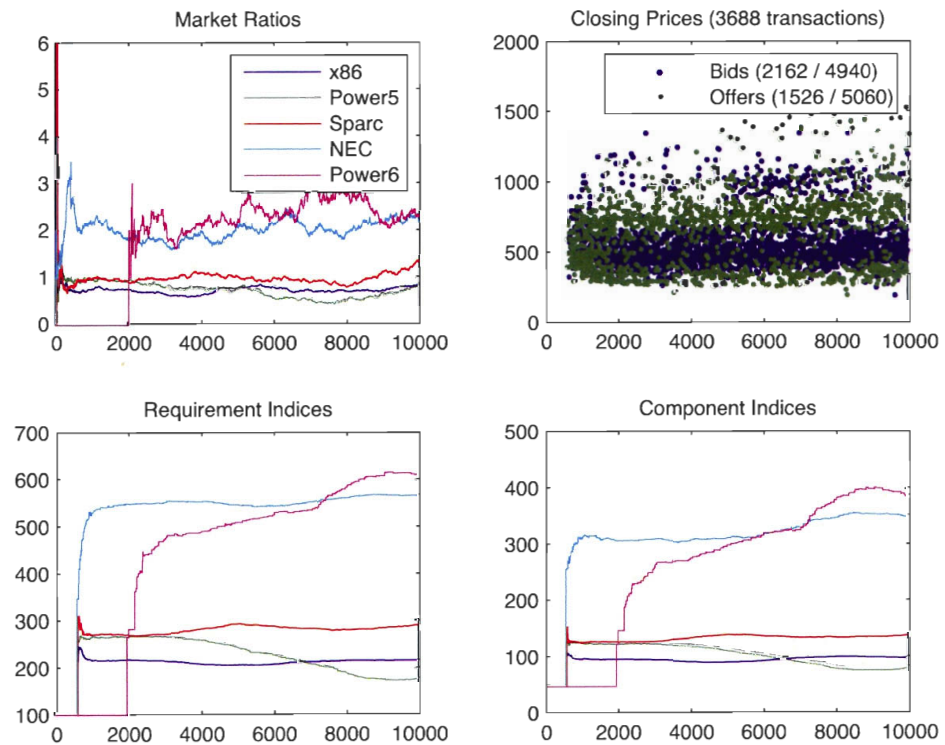 Market Ratios
6
5
4
3
2
1
0
0 2000 4000 6000 8000 10000
x86
Power5
Sparc
NEC
Power6
Closing Prices (3688 transactions)
2000
1500
1000
500
0
0 2000 4000 6000 8000 10000
Bids (2162 / 4940)
Offers (1526 / 5060)
Requirement Indices
700
600
500
400
300
200
100
0 2000 4000 6000 8000 10000
Component Indices
500
400
300
200
100
0
0 2000 4000 6000 8000 10000